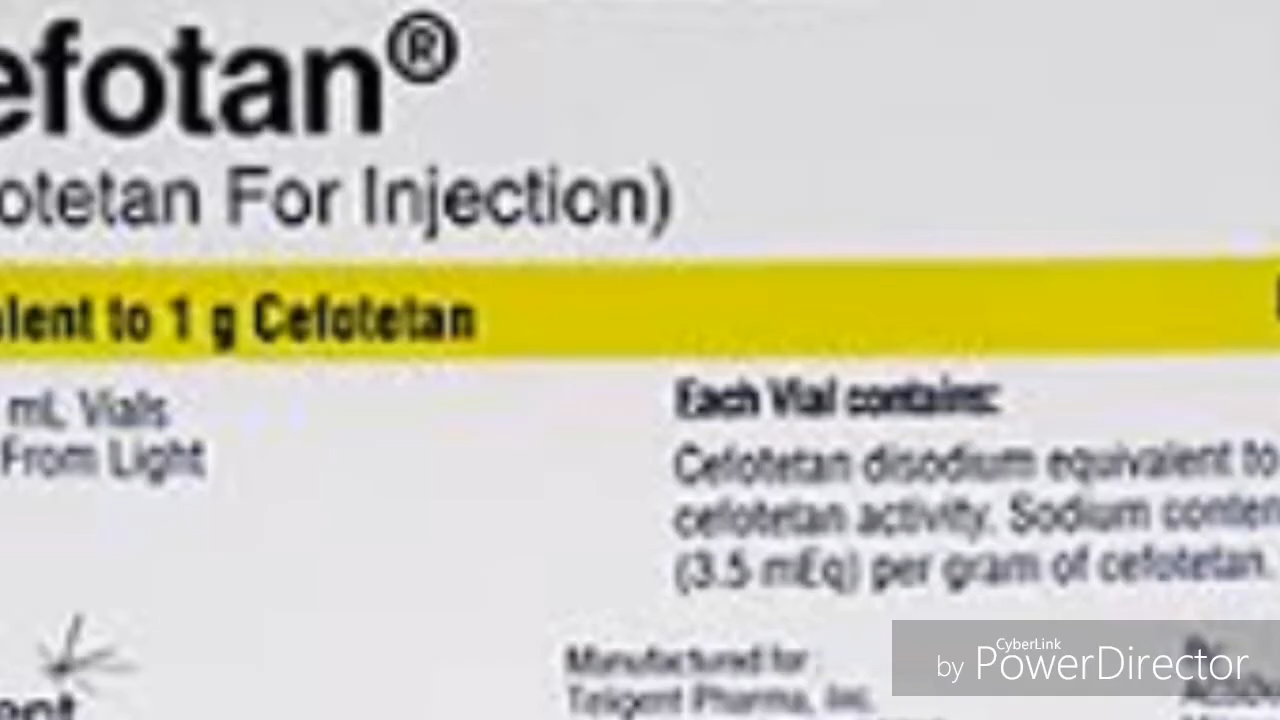 efotan®
otetan For Injection)
lent to 1 g Cefotetan
mL Vials
From Light
Each Vial contains:
Cefotetan disodium equivalent to
cefotetan activity. Sodium conten
(3.5 mEq) per gram of cefotetan.
Manufactured for
Teligent Pharma, Inc.
CyberLink
by PowerDirector